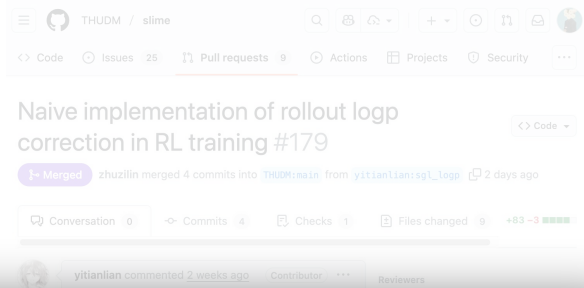 THUDM / slime
Code Issues 25 Pull requests 9 Actions Projects Security
Naive implementation of rollout logp
correction in RL training #179
Code
Merged zhuzilin merged 4 commits into THUDM:main from yitianlian:sgl_logp 2 days ago
Conversation 0 Commits 4 Checks 1 Files changed 9 +83 −3
yitianlian commented 2 weeks ago Contributor
Reviewers